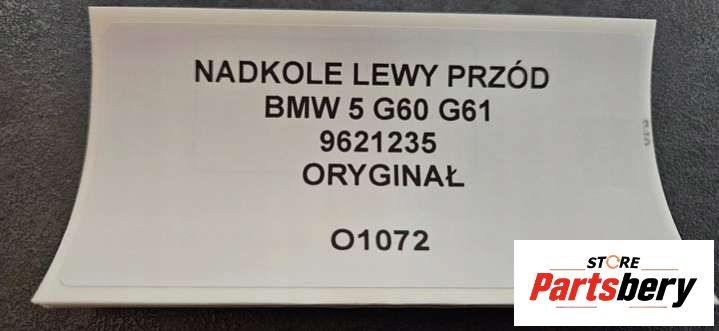 NADKOLE LEWY PRZÓD
BMW 5 G60 G61
9621235
ORYGINAŁ
O1072
STORE
Partsbery